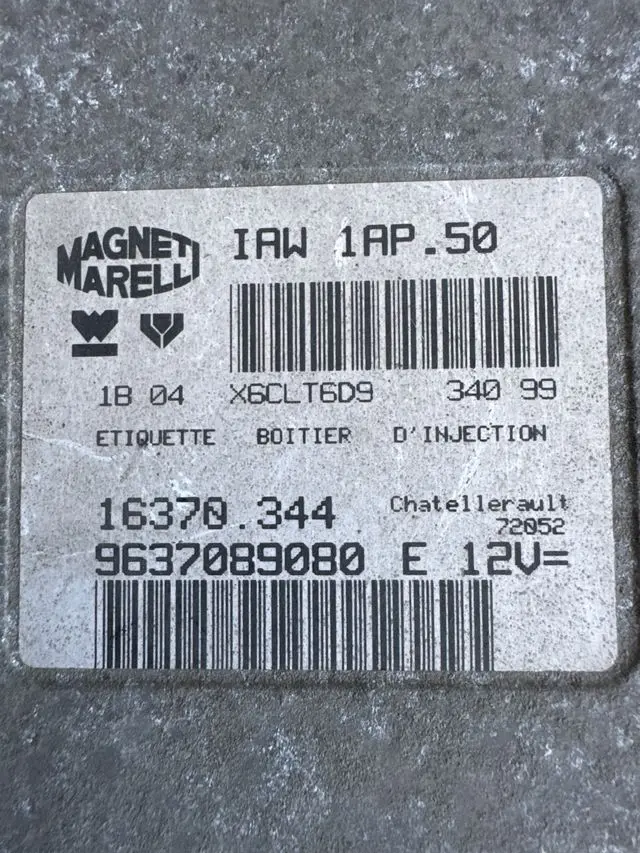 MAGNETI
MARELLI
IAW 1AP.50
1B 04 X6CLT6D9 340 99
ETIQUETTE BOITIER D'INJECTION
16370.344 Chatellerault
72052
9637089080 E 12V=